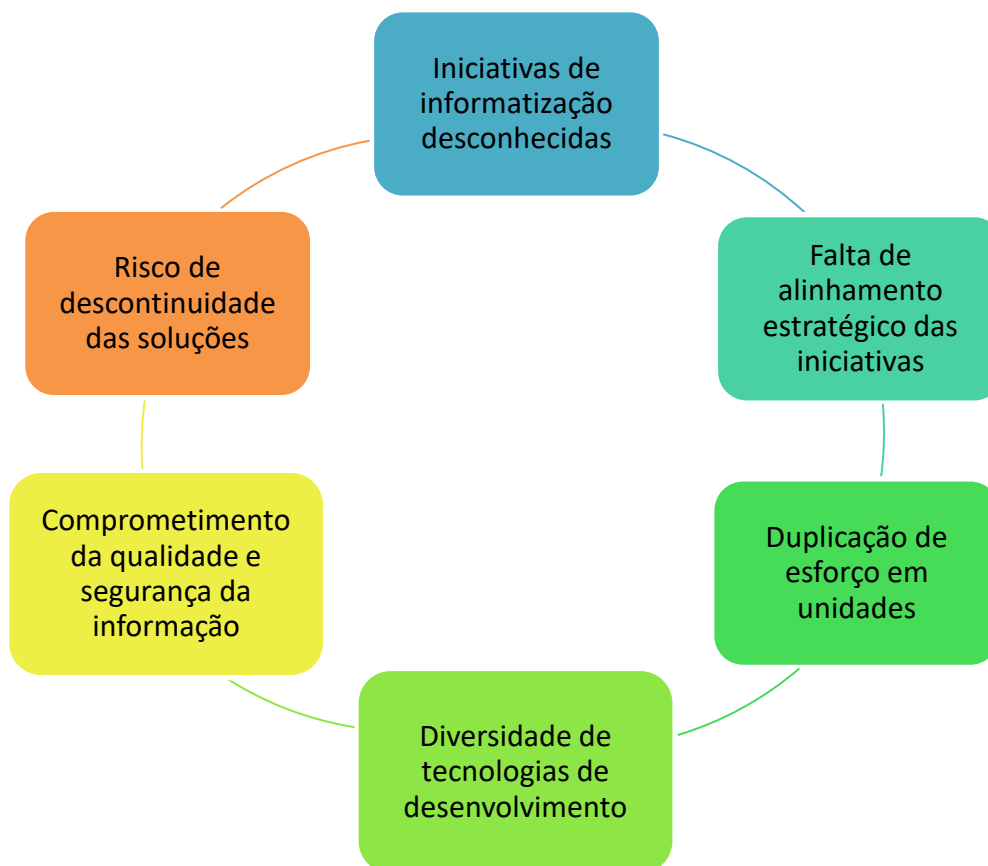 Iniciativas de
informatização
desconhecidas
Falta de
alinhamento
estratégico das
iniciativas
Duplicação de
esforço em
unidades
Diversidade de
tecnologias de
desenvolvimento
Comprometimento
da qualidade e
segurança da
informação
Risco de
descontinuidade
das soluções